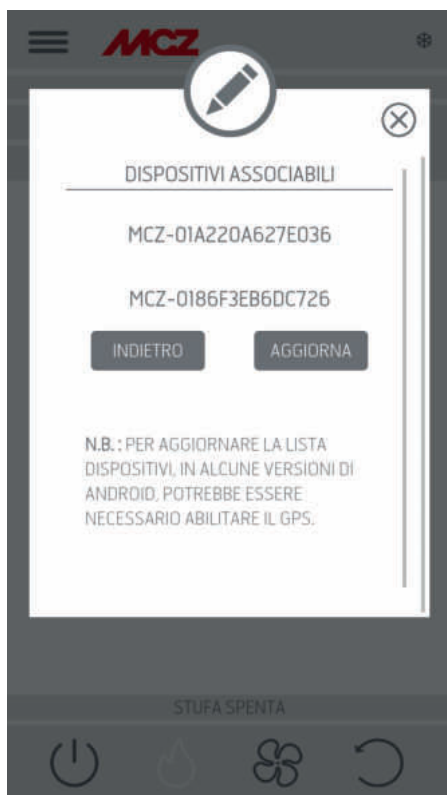 MCZ
DISPOSITIVI ASSOCIABILI
MCZ-01A220A627E036
MCZ-0186F3EB6DC726
INDIETRO AGGIORNA
N.B. : PER AGGIORNARE LA LISTA
DISPOSITIVI, IN ALCUNE VERSIONI DI
ANDROID, POTREBBE ESSERE
NECESSARIO ABILITARE IL GPS.
STUFA SPENTA